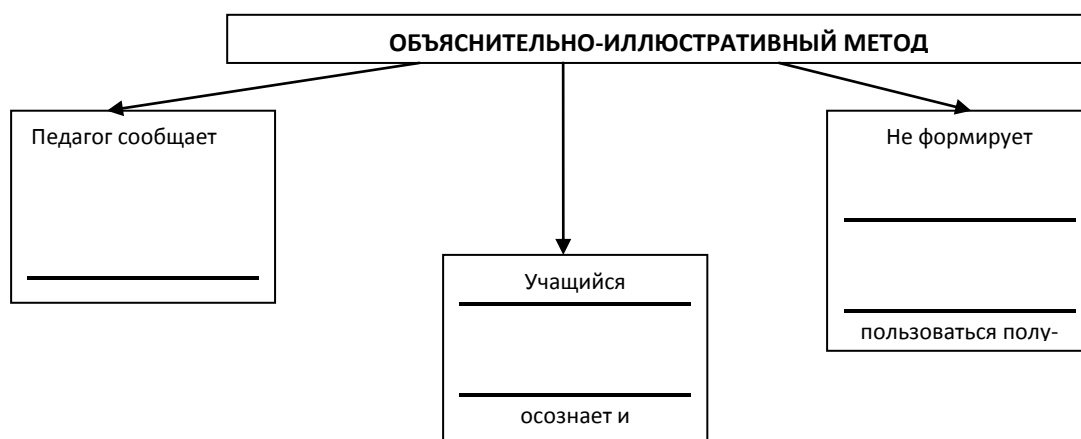 ОБЪЯСНИТЕЛЬНО-ИЛЛЮСТРАТИВНЫЙ МЕТОД
Педагог сообщает
Учащийся
осознает и
Не формирует
пользоваться полу-